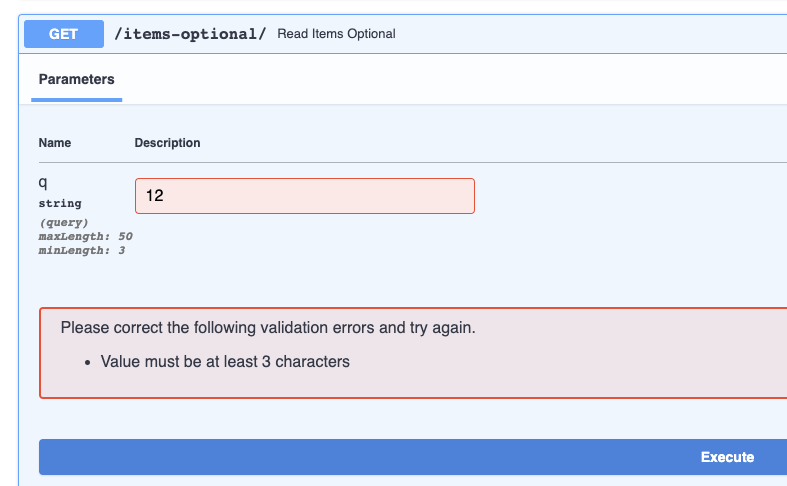 GET /items-optional/ Read Items Optional
Parameters
Name Description
q
string
(query)
maxLength: 50
minLength: 3
12
Please correct the following validation errors and try again.
• Value must be at least 3 characters
Execute